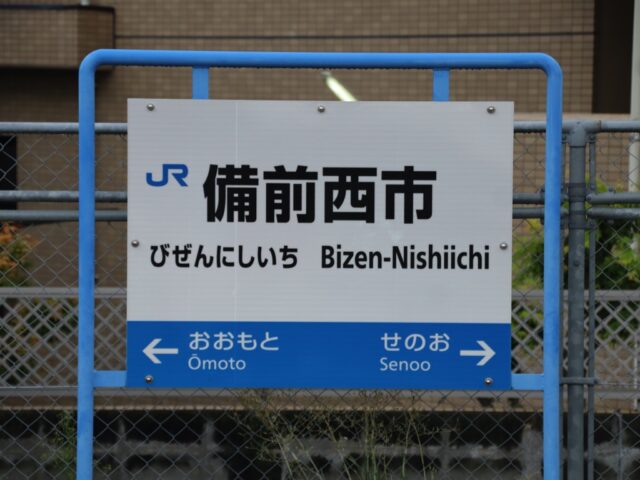 JR 備前西市
びぜんにしいち Bizen-Nishiichi
← おおもと せのお →
Ōmoto Senoo